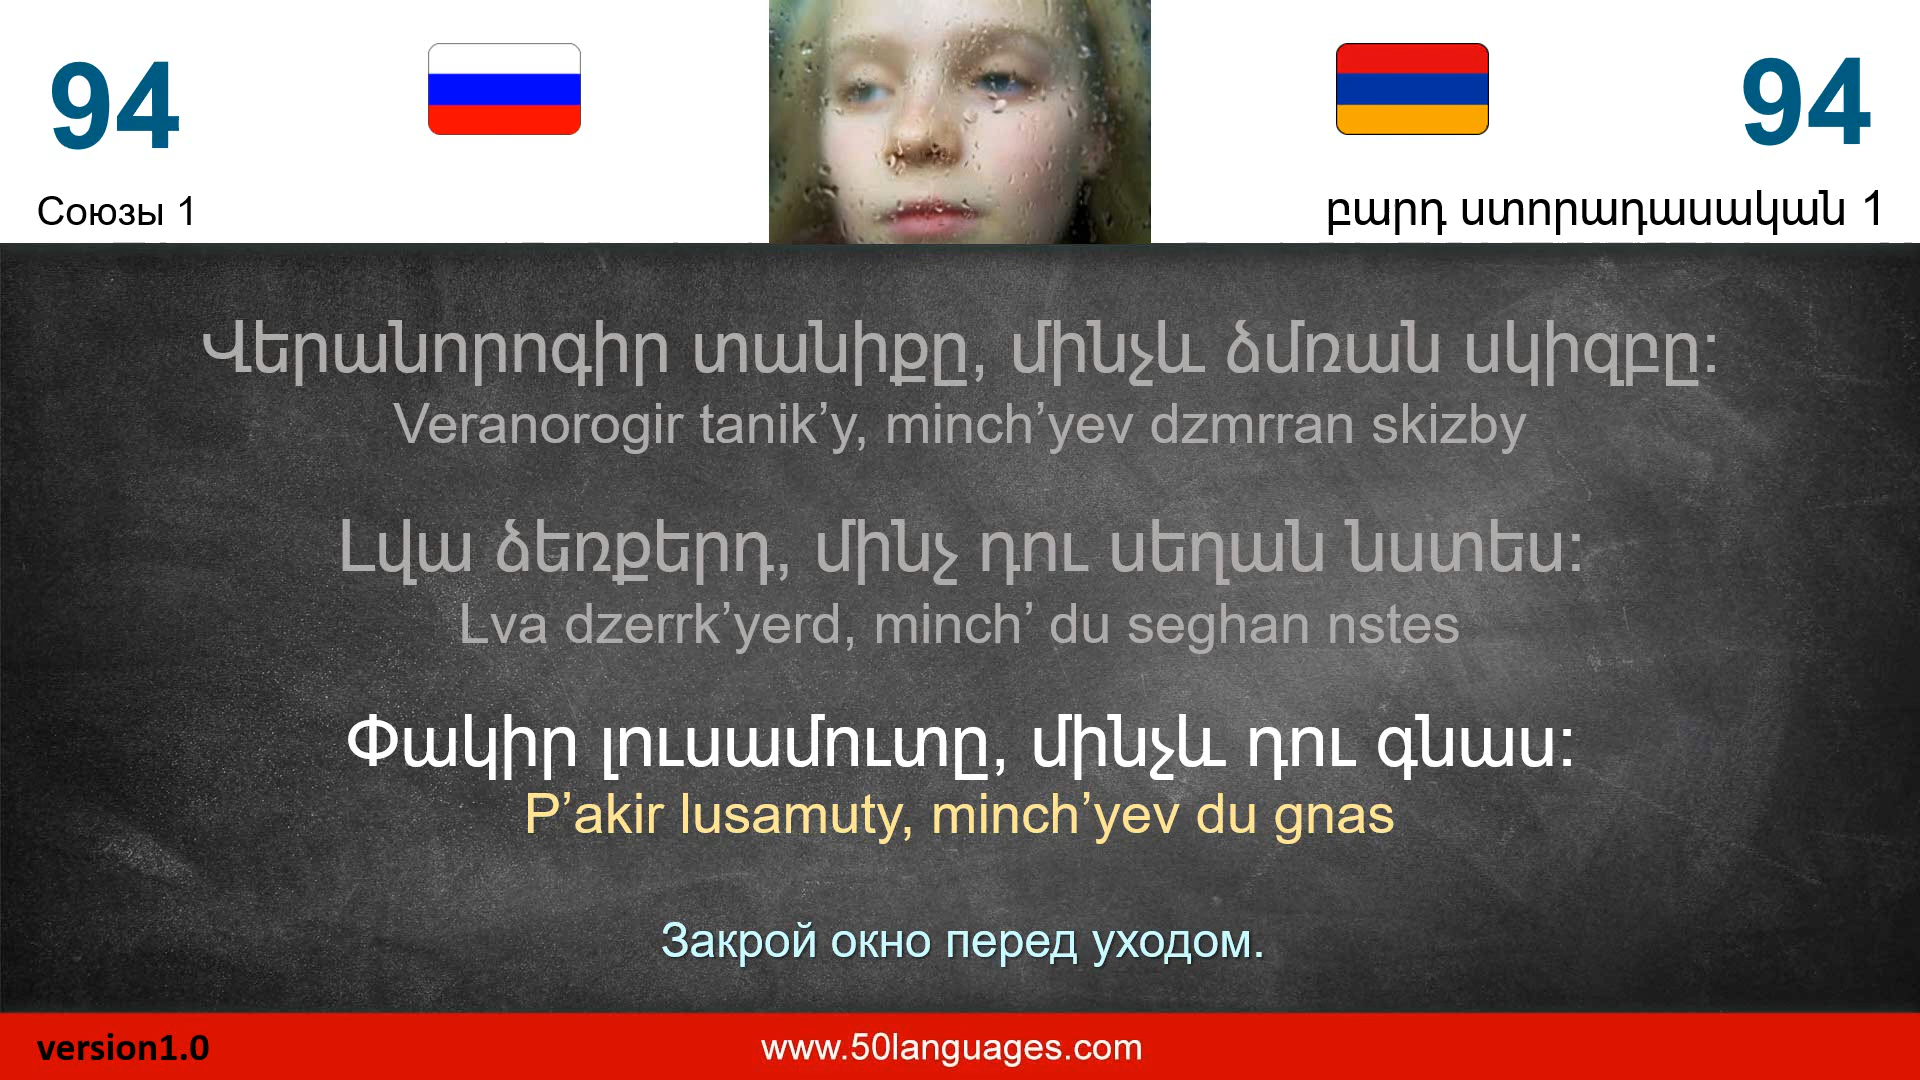 94
94
Союзы 1
բարդ ստորադասական 1
Վերանորոգիր տանիքը, մինչև ձմռան սկիզբը:
Veranorogir tanik’y, minch’yev dzmrran skizby
Լվա ձեռքերդ, մինչ դու սեղան նստես:
Lva dzerrk’yerd, minch’ du seghan nstes
Փակիր լուսամուտը, մինչև դու գնաս:
P’akir lusamuty, minch’yev du gnas
Закрой окно перед уходом.
version1.0
www.50languages.com